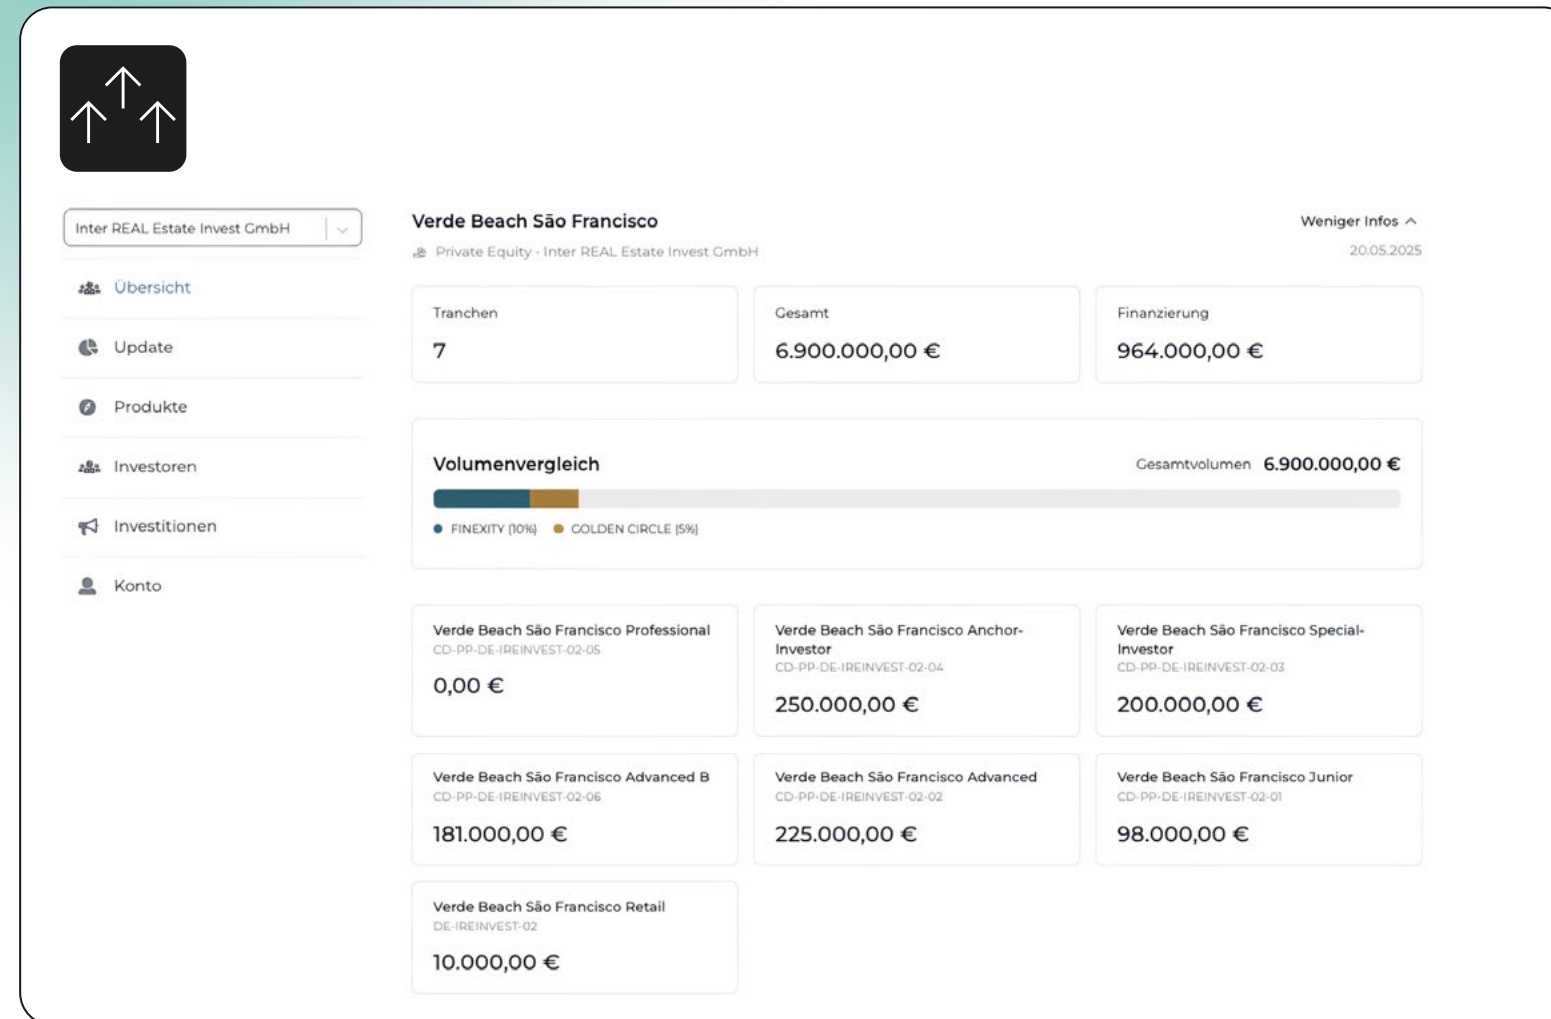 Inter REAL Estate Invest GmbH
Übersicht
Update
Produkte
Investoren
Investitionen
Konto
Verde Beach São Francisco
Weniger Infos
Private Equity · Inter REAL Estate Invest GmbH
20.05.2025
Tranchen
7
Gesamt
6.900.000,00 €
Finanzierung
964.000,00 €
Volumenvergleich
Gesamtvolumen 6.900.000,00 €
FINEXITY (10%) GOLDEN CIRCLE (5%)
Verde Beach São Francisco Professional
CD-PP-DE-IREINVEST-02-05
0,00 €
Verde Beach São Francisco Anchor-
Investor
CD-PP-DE-IREINVEST-02-04
250.000,00 €
Verde Beach São Francisco Special-
Investor
CD-PP-DE-IREINVEST-02-03
200.000,00 €
Verde Beach São Francisco Advanced B
CD-PP-DE-IREINVEST-02-06
181.000,00 €
Verde Beach São Francisco Advanced
CD-PP-DE-IREINVEST-02-02
225.000,00 €
Verde Beach São Francisco Junior
CD-PP-DE-IREINVEST-02-01
98.000,00 €
Verde Beach São Francisco Retail
DE-IREINVEST-02
10.000,00 €